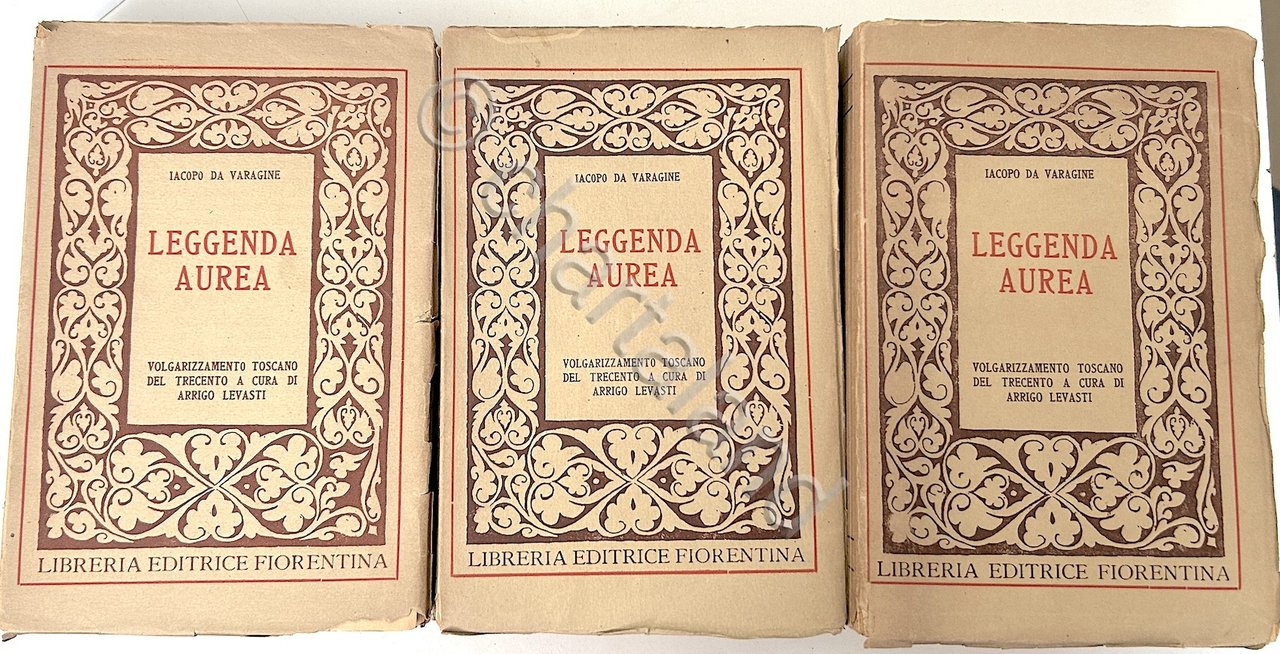 IACOPO DA VARAGINE
LEGGENDA
AUREA
VOLGARIZZAMENTO TOSCANO
DEL TRECENTO A CURA DI
ARRIGO LEVASTI
LIBRERIA EDITRICE FIORENTINA
IACOPO DA VARAGINE
LEGGENDA
AUREA
VOLGARIZZAMENTO TOSCANO
DEL TRECENTO A CURA DI
ARRIGO LEVASTI
LIBRERIA EDITRICE FIORENTINA
IACOPO DA VARAGINE
LEGGENDA
AUREA
VOLGARIZZAMENTO TOSCANO
DEL TRECENTO A CURA DI
ARRIGO LEVASTI
LIBRERIA EDITRICE FIORENTINA
© chartaland